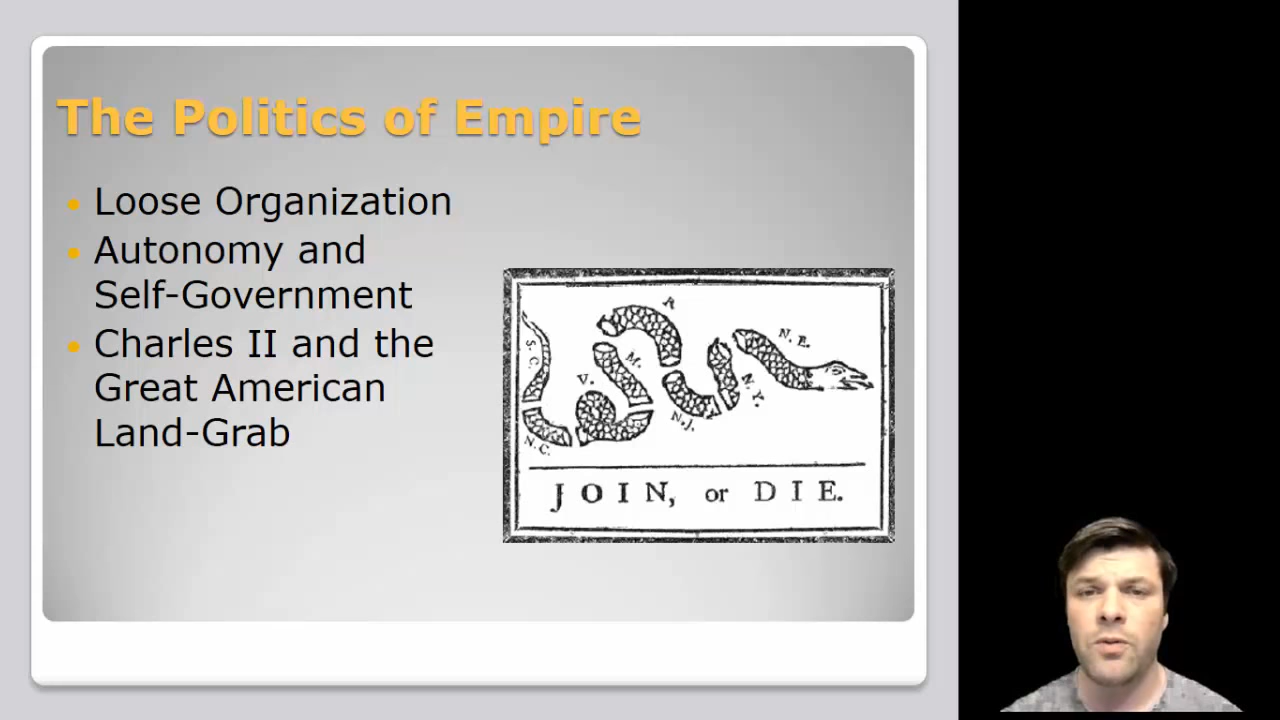 The Politics of Empire
Loose Organization
Autonomy and
Self-Government
Charles II and the
Great American
Land-Grab
S. C.
N. C.
V.
M.
A
N. J.
N. Y.
N. E.
JOIN, or DIE.